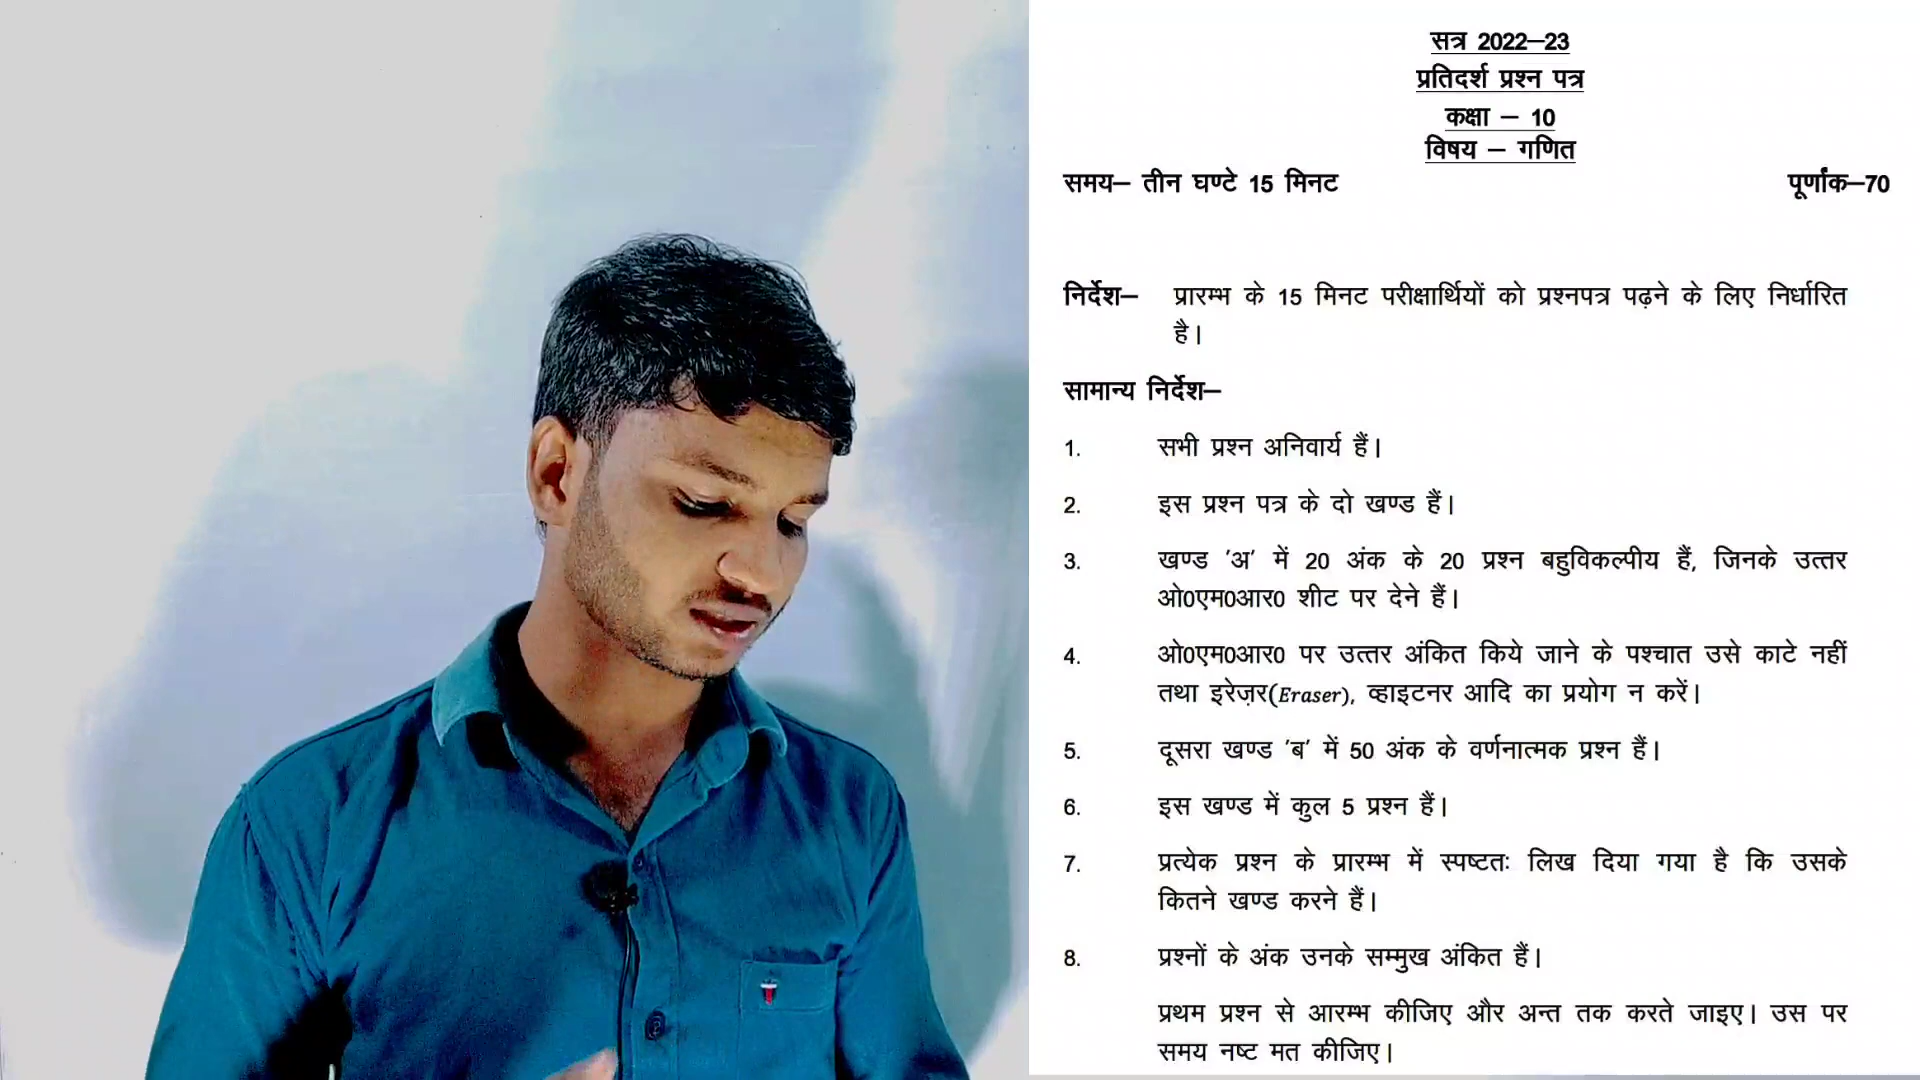 सत्र 2022–23
प्रतिदर्श प्रश्न पत्र
कक्षा – 10
विषय – गणित
समय– तीन घण्टे 15 मिनट पूर्णांक–70
निर्देश– प्रारम्भ के 15 मिनट परीक्षार्थियों को प्रश्नपत्र पढ़ने के लिए निर्धारित
है।
सामान्य निर्देश–
1. सभी प्रश्न अनिवार्य हैं।
2. इस प्रश्न पत्र के दो खण्ड हैं।
3. खण्ड ’अ’ में 20 अंक के 20 प्रश्न बहुविकल्पीय हैं, जिनके उत्तर
ओ0एम0आर0 शीट पर देने हैं।
4. ओ0एम0आर0 पर उत्तर अंकित किये जाने के पश्चात उसे काटे नहीं
तथा इरेज़र(Eraser), व्हाइटनर आदि का प्रयोग न करें।
5. दूसरा खण्ड ’ब’ में 50 अंक के वर्णनात्मक प्रश्न हैं।
6. इस खण्ड में कुल 5 प्रश्न हैं।
7. प्रत्येक प्रश्न के प्रारम्भ में स्पष्टतः लिख दिया गया है कि उसके
कितने खण्ड करने हैं।
8. प्रश्नों के अंक उनके सम्मुख अंकित हैं।
प्रथम प्रश्न से आरम्भ कीजिए और अन्त तक करते जाइए। उस पर
समय नष्ट मत कीजिए।